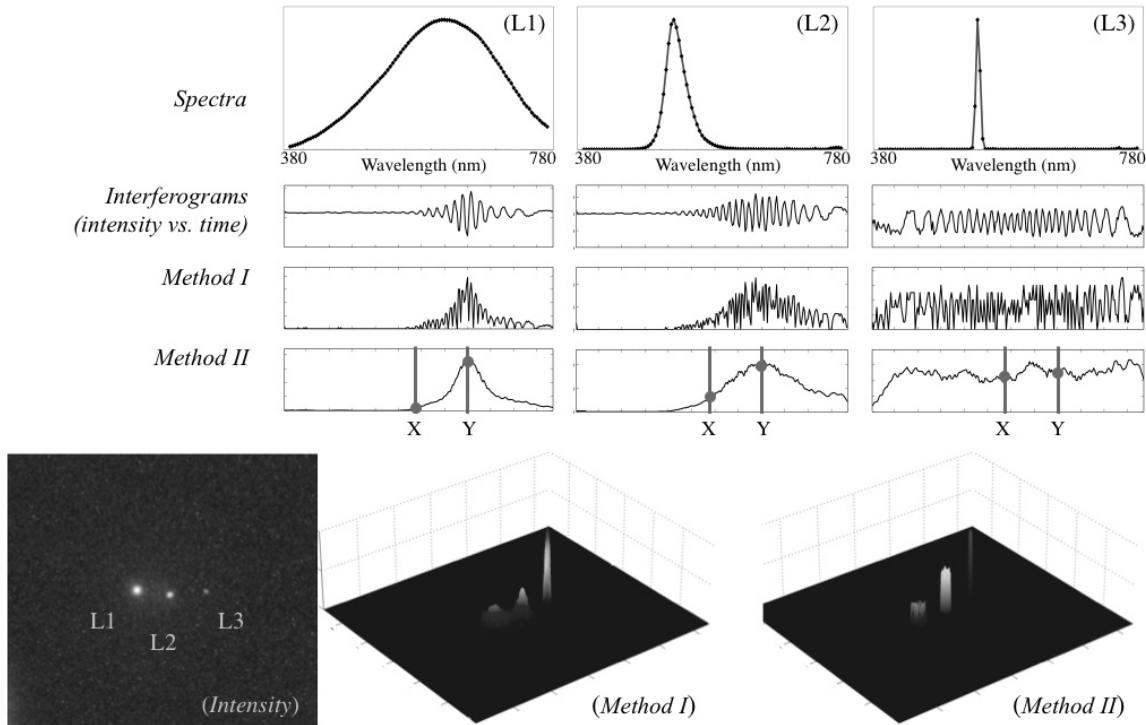 (L1) (L2) (L3)
Spectra
380 780 380 780 380 780
Wavelength (nm) Wavelength (nm) Wavelength (nm)
Interferograms
(intensity vs. time)
Method I
Method II
X Y X Y X Y
L1
L2
L3
(Intensity)
(Method I)
(Method II)